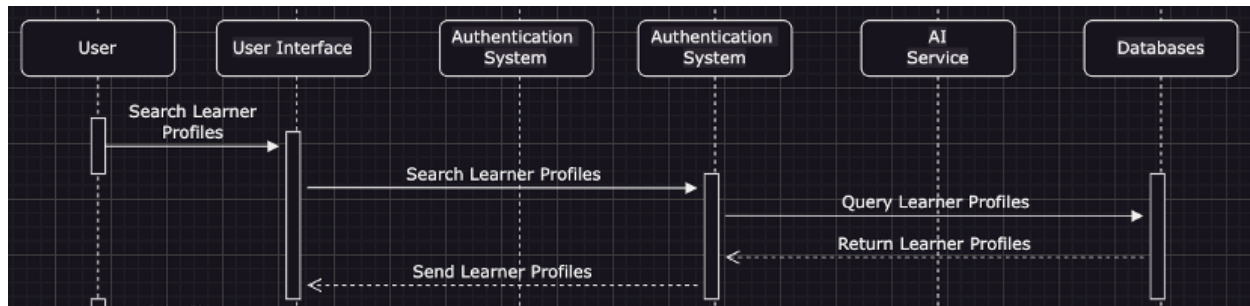 User
User Interface
Authentication
System
Authentication
System
AI
Service
Databases
Search Learner
Profiles
Search Learner Profiles
Query Learner Profiles
Return Learner Profiles
Send Learner Profiles